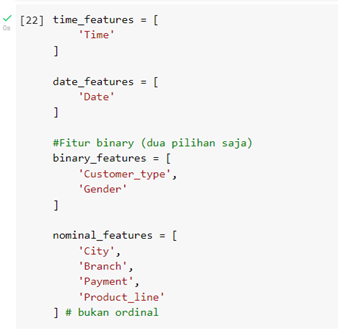 [22] time_features = [
'Time'
]
date_features = [
'Date'
]
#Fitur binary (dua pilihan saja)
binary_features = [
'Customer_type',
'Gender'
]
nominal_features = [
'City',
'Branch',
'Payment',
'Product_line'
] # bukan ordinal
0s